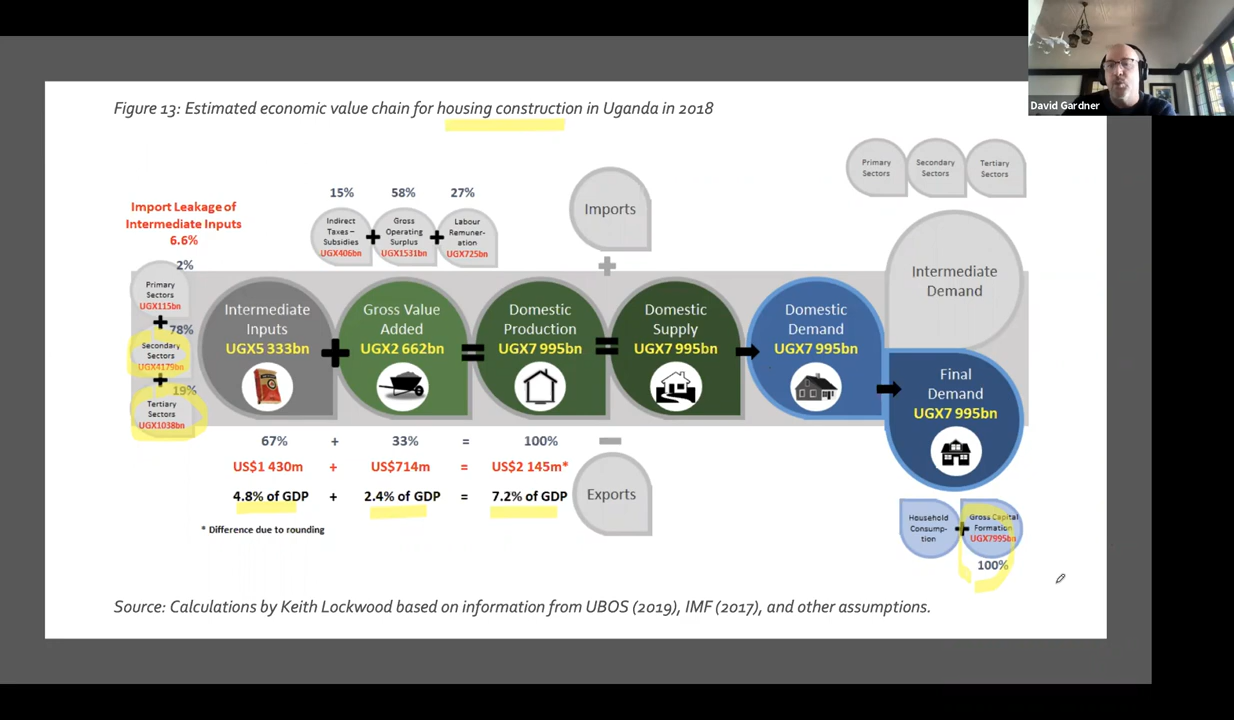 David Gardner
Figure 13: Estimated economic value chain for housing construction in Uganda in 2018
Primary
Sectors
Secondary
Sectors
Tertiary
Sectors
Import Leakage of
Intermediate Inputs
6.6%
15%
58%
27%
Indirect
Taxes –
Subsidies
UGX406bn
Gross
Operating
Surplus
UGX1531bn
Labour
Remuner-
ation
UGX725bn
Imports
2%
Primary
Sectors
UGX115bn
78%
Secondary
Sectors
UGX4179bn
19%
Tertiary
Sectors
UGX1038bn
Intermediate
Inputs
UGX5 333bn
+
Gross Value
Added
UGX2 662bn
=
Domestic
Production
UGX7 995bn
=
Domestic
Supply
UGX7 995bn
Domestic
Demand
UGX7 995bn
Intermediate
Demand
Final
Demand
UGX7 995bn
67% + 33% = 100%
US$1 430m + US$714m = US$2 145m*
4.8% of GDP + 2.4% of GDP = 7.2% of GDP
* Difference due to rounding
Exports
Household
Consump-
tion
+
Gross Capital
Formation
UGX7995bn
100%
Source: Calculations by Keith Lockwood based on information from UBOS (2019), IMF (2017), and other assumptions.